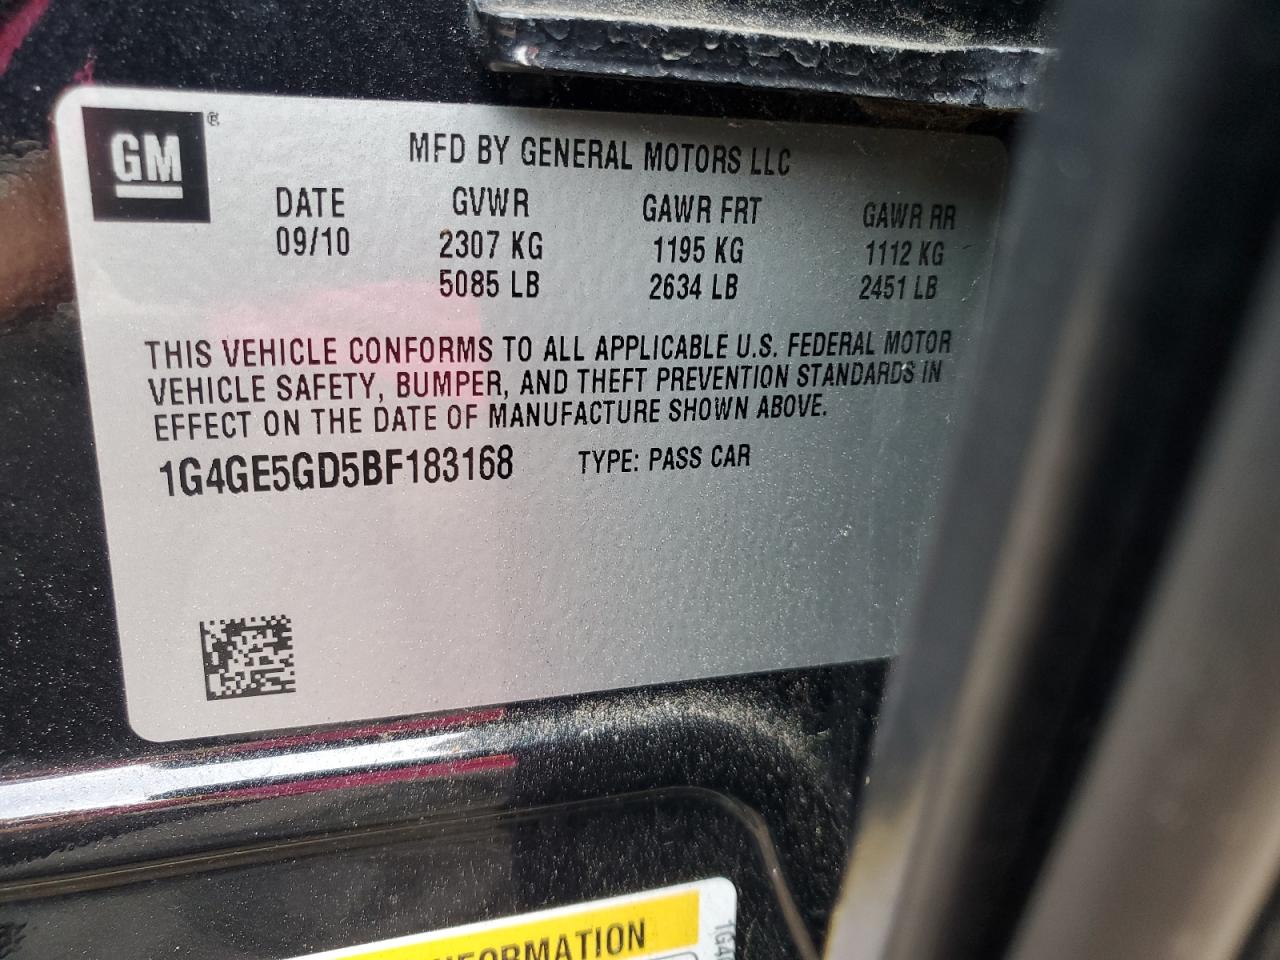 GM®
MFD BY GENERAL MOTORS LLC
DATE GVWR GAWR FRT GAWR RR
09/10 2307 KG 1195 KG 1112 KG
5085 LB 2634 LB 2451 LB
THIS VEHICLE CONFORMS TO ALL APPLICABLE U.S. FEDERAL MOTOR
VEHICLE SAFETY, BUMPER, AND THEFT PREVENTION STANDARDS IN
EFFECT ON THE DATE OF MANUFACTURE SHOWN ABOVE.
1G4GE5GD5BF183168 TYPE: PASS CAR
ORMATION